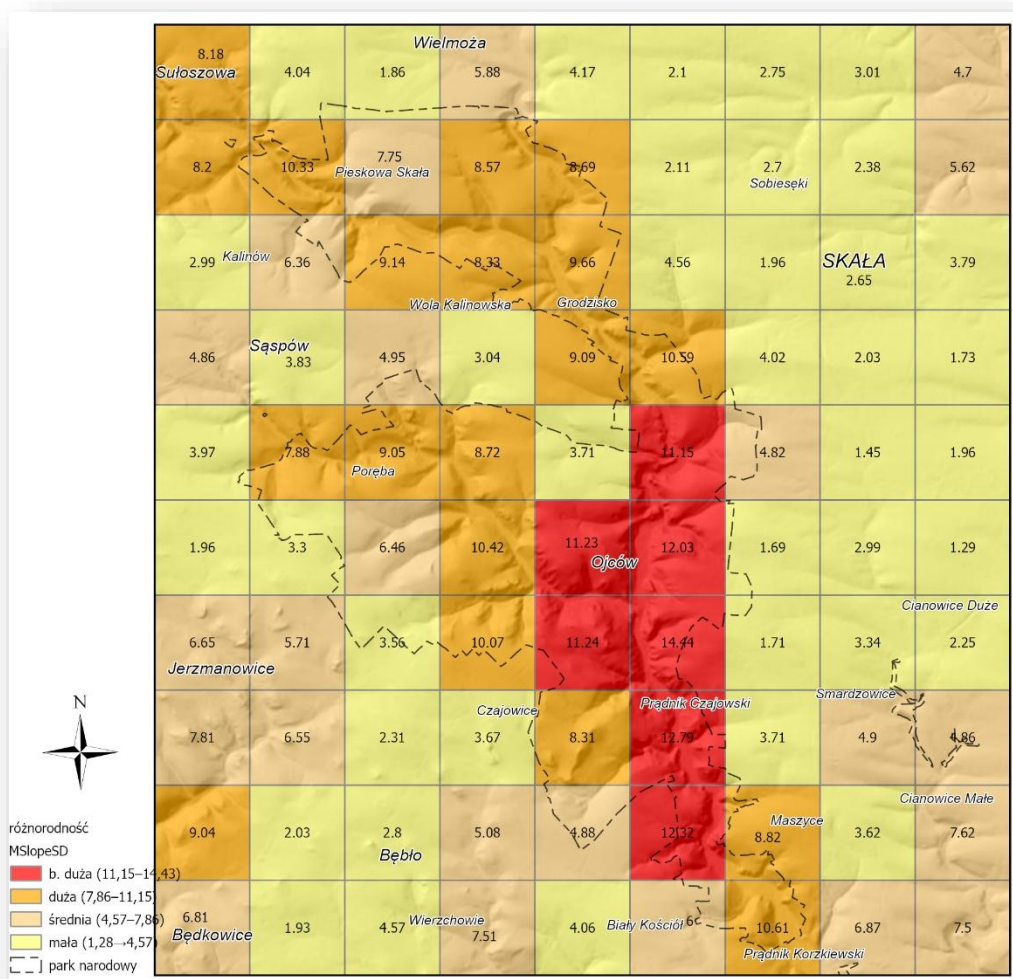 Wielmoża
8.18
Sułoszowa
4.04
1.86
5.88
4.17
2.1
2.75
3.01
4.7
8.2
10.33
7.75
Pieskowa Skała
8.57
8.69
2.11
2.7
Sobiesęki
2.38
5.62
2.99
Kalinów
6.36
9.14
8.33
9.66
4.56
1.96
SKAŁA
2.65
3.79
Wola Kalinowska
Grodzisko
4.86
Sąspów
3.83
4.95
3.04
9.09
10.59
4.02
2.03
1.73
3.97
7.88
9.05
Poręba
8.72
3.71
11.15
4.82
1.45
1.96
1.96
3.3
6.46
10.42
11.23
Ojców
12.03
1.69
2.99
1.29
Cianowice Duże
6.65
5.71
3.56
10.07
11.24
14.44
1.71
3.34
2.25
Jerzmanowice
Smardzowice
Czajowice
Prądnik Czajowski
N
7.81
6.55
2.31
3.67
8.31
12.79
3.71
4.9
4.86
Cianowice Małe
9.04
2.03
2.8
Bębło
5.08
4.88
12.32
Maszyce
8.82
3.62
7.62
6.81
Będkowice
1.93
4.57
Wierzchowie
7.51
4.06
Biały Kościół
6
10.61
6.87
7.5
Prądnik Korzkiewski
różnorodność
MSlopeSD
b. duża (11,15–14,43)
duża (7,86–11,15)
średnia (4,57–7,86)
mała (1,28→4,57)
park narodowy